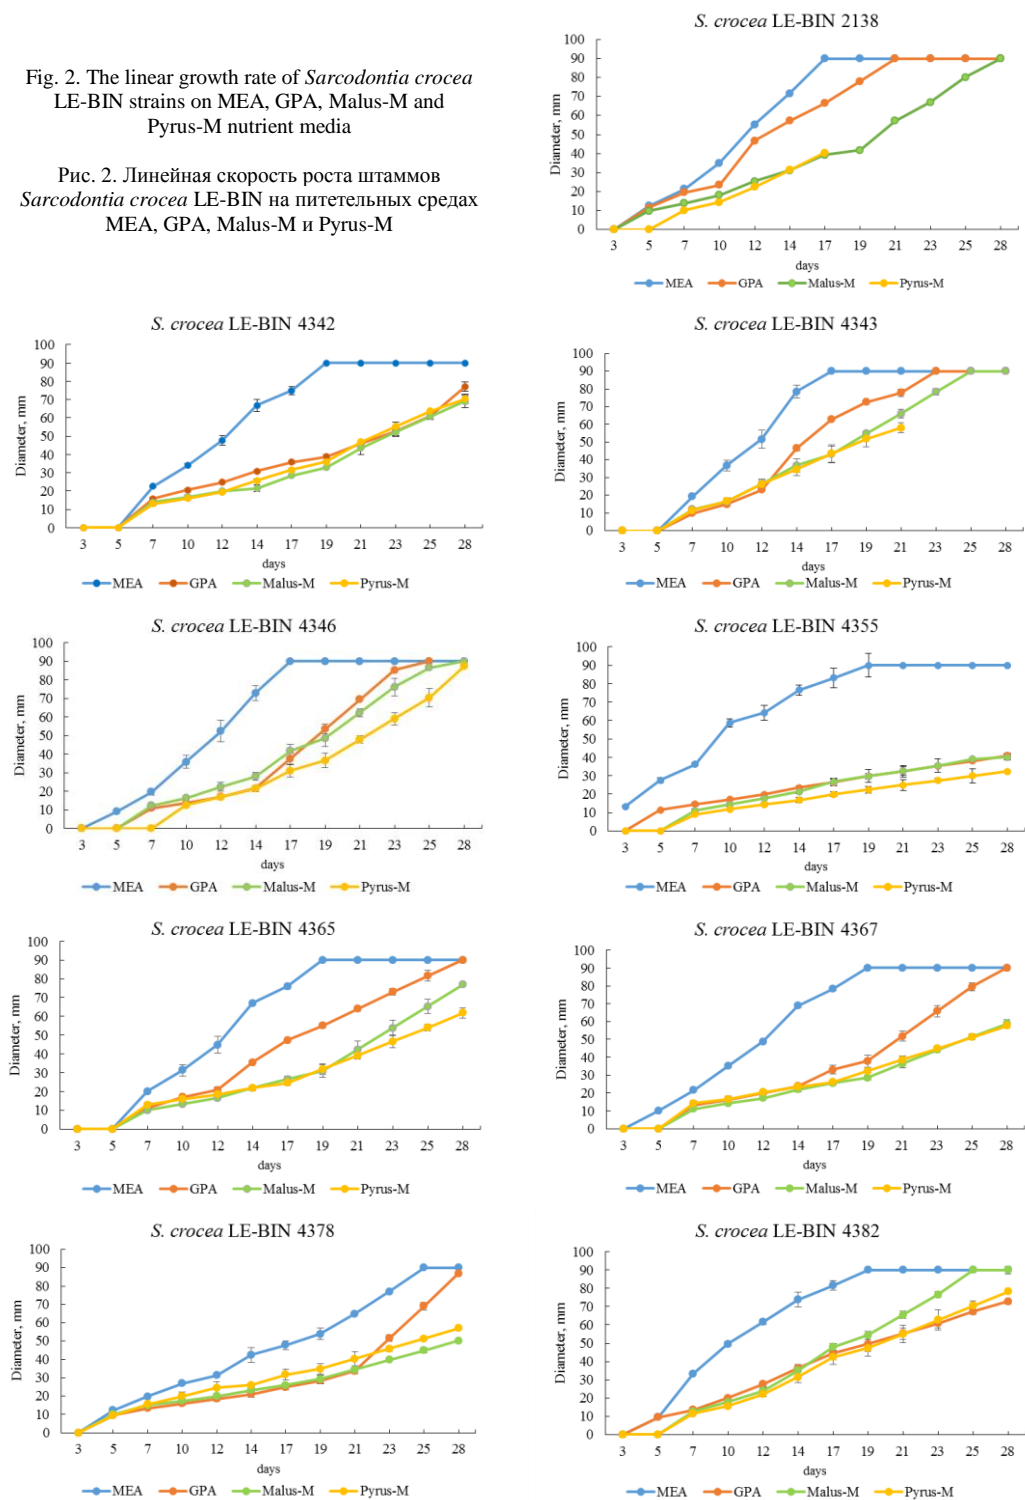 Fig. 2. The linear growth rate of Sarcodontia crocea
LE-BIN strains on MEA, GPA, Malus-M and
Pyrus-M nutrient media
Рис. 2. Линейная скорость роста штаммов
Sarcodontia crocea LE-BIN на питетельных средах
MEA, GPA, Malus-M и Pyrus-M
S. crocea LE-BIN 2138
Diameter, mm
100
90
80
70
60
50
40
30
20
10
0
3 5 7 10 12 14 17 19 21 23 25 28
days
MEA GPA Malus-M Pyrus-M
S. crocea LE-BIN 4342
Diameter, mm
100
90
80
70
60
50
40
30
20
10
0
3 5 7 10 12 14 17 19 21 23 25 28
days
MEA GPA Malus-M Pyrus-M
S. crocea LE-BIN 4343
Diameter, mm
100
90
80
70
60
50
40
30
20
10
0
3 5 7 10 12 14 17 19 21 23 25 28
days
MEA GPA Malus-M Pyrus-M
S. crocea LE-BIN 4346
Diameter, mm
100
90
80
70
60
50
40
30
20
10
0
3 5 7 10 12 14 17 19 21 23 25 28
days
MEA GPA Malus-M Pyrus-M
S. crocea LE-BIN 4355
Diameter, mm
100
90
80
70
60
50
40
30
20
10
0
3 5 7 10 12 14 17 19 21 23 25 28
days
MEA GPA Malus-M Pyrus-M
S. crocea LE-BIN 4365
Diameter, mm
100
90
80
70
60
50
40
30
20
10
0
3 5 7 10 12 14 17 19 21 23 25 28
days
MEA GPA Malus-M Pyrus-M
S. crocea LE-BIN 4367
Diameter, mm
100
90
80
70
60
50
40
30
20
10
0
3 5 7 10 12 14 17 19 21 23 25 28
days
MEA GPA Malus-M Pyrus-M
S. crocea LE-BIN 4378
Diameter, mm
100
90
80
70
60
50
40
30
20
10
0
3 5 7 10 12 14 17 19 21 23 25 28
days
MEA GPA Malus-M Pyrus-M
S. crocea LE-BIN 4382
Diameter, mm
100
90
80
70
60
50
40
30
20
10
0
3 5 7 10 12 14 17 19 21 23 25 28
days
MEA GPA Malus-M Pyrus-M